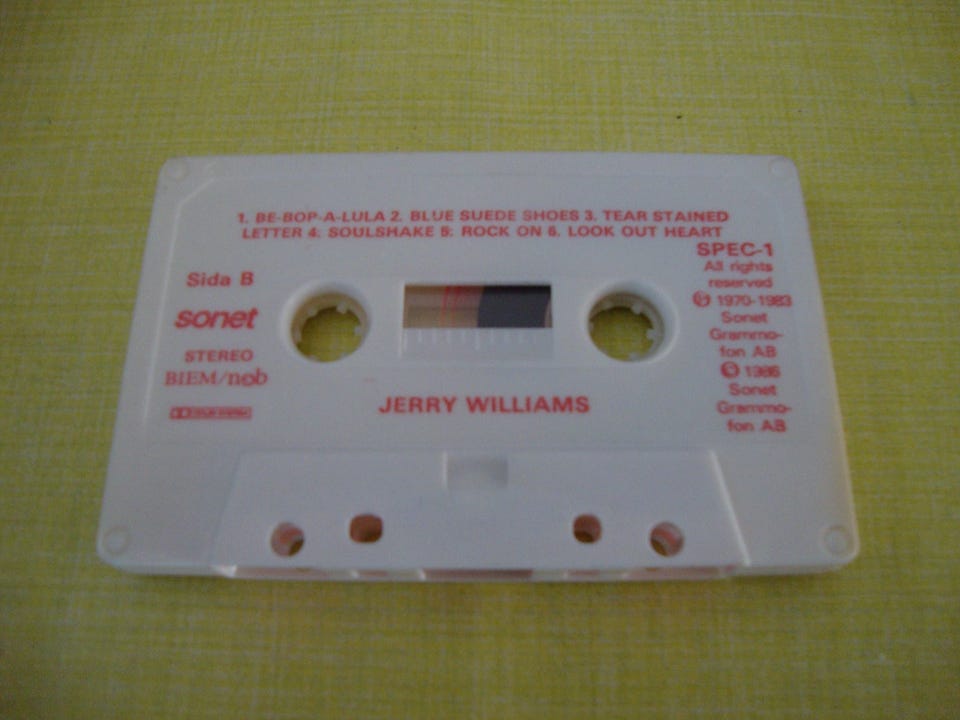 1. BE-BOP-A-LULA 2. BLUE SUEDE SHOES 3. TEAR STAINED
LETTER 4. SOULSHAKE 5. ROCK ON 6. LOOK OUT HEART
Sida B
sonet
STEREO
BIEM/ncb
DOLBY SYSTEM
JERRY WILLIAMS
SPEC-1
All rights
reserved
℗ 1970-1983
Sonet
Grammo-
fon AB
© 1986
Sonet
Grammo-
fon AB